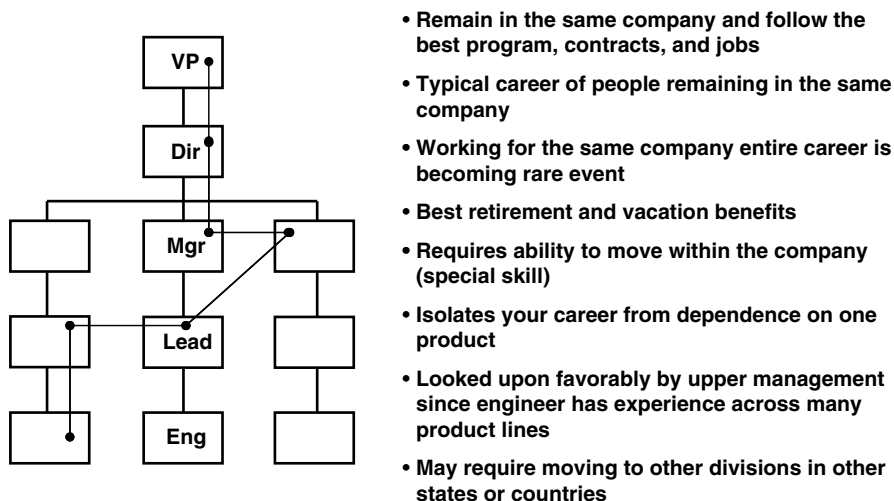 VP
Dir
Mgr
Lead
Eng
• Remain in the same company and follow the
best program, contracts, and jobs
• Typical career of people remaining in the same
company
• Working for the same company entire career is
becoming rare event
• Best retirement and vacation benefits
• Requires ability to move within the company
(special skill)
• Isolates your career from dependence on one
product
• Looked upon favorably by upper management
since engineer has experience across many
product lines
• May require moving to other divisions in other
states or countries